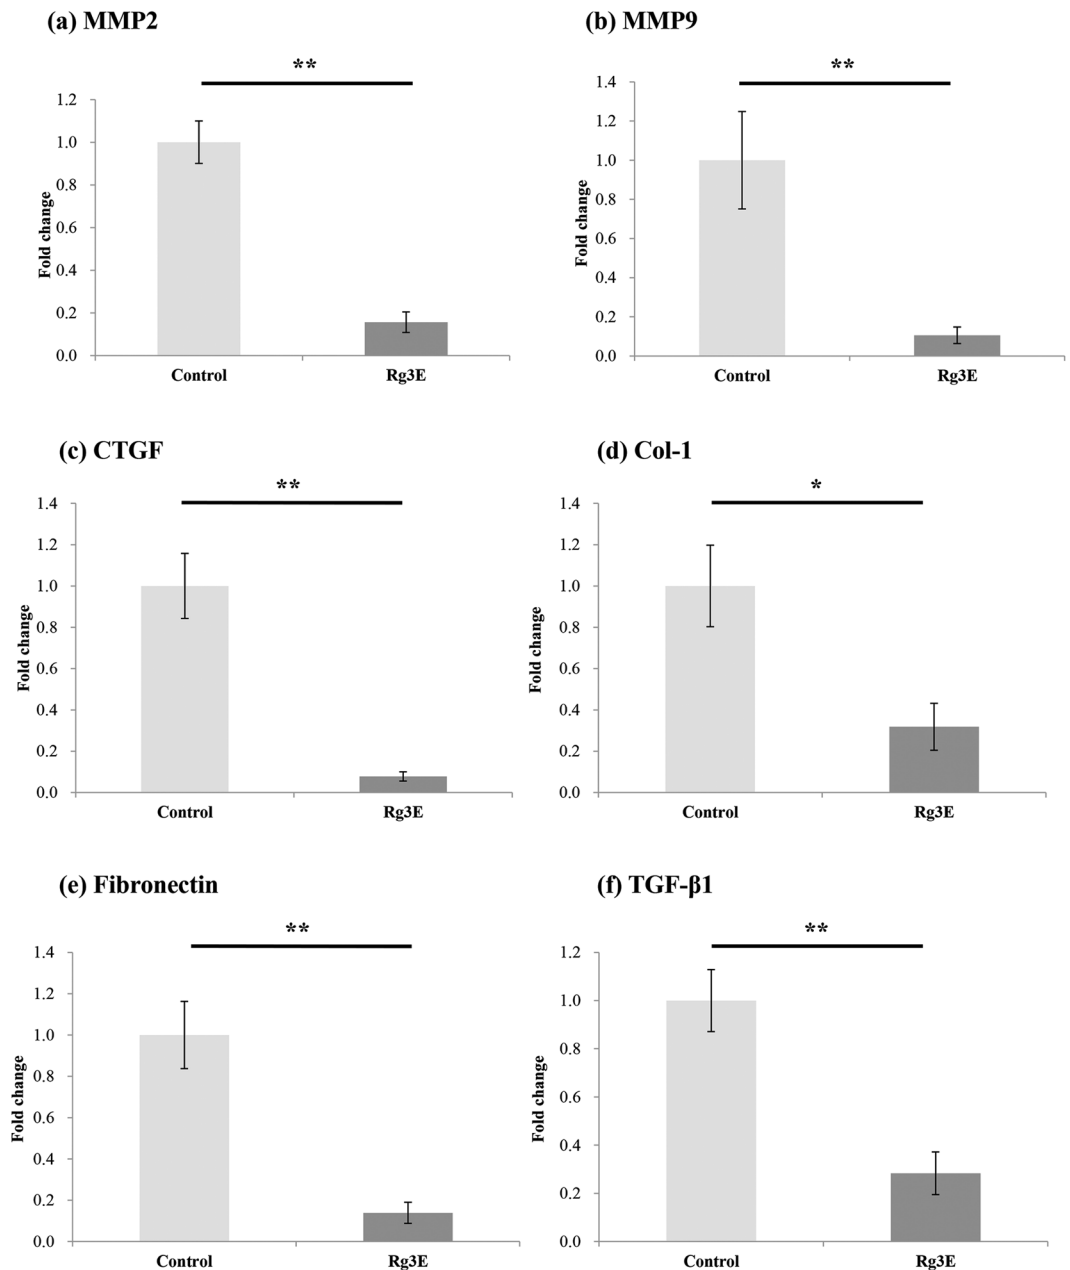 (a) MMP2
**
Fold change
1.2
1.0
0.8
0.6
0.4
0.2
0.0
Control
Rg3E
(b) MMP9
**
Fold change
1.4
1.2
1.0
0.8
0.6
0.4
0.2
0.0
Control
Rg3E
(c) CTGF
**
Fold change
1.4
1.2
1.0
0.8
0.6
0.4
0.2
0.0
Control
Rg3E
(d) Col-1
*
Fold change
1.4
1.2
1.0
0.8
0.6
0.4
0.2
0.0
Control
Rg3E
(e) Fibronectin
**
Fold change
1.4
1.2
1.0
0.8
0.6
0.4
0.2
0.0
Control
Rg3E
(f) TGF-β1
**
Fold change
1.2
1.0
0.8
0.6
0.4
0.2
0.0
Control
Rg3E